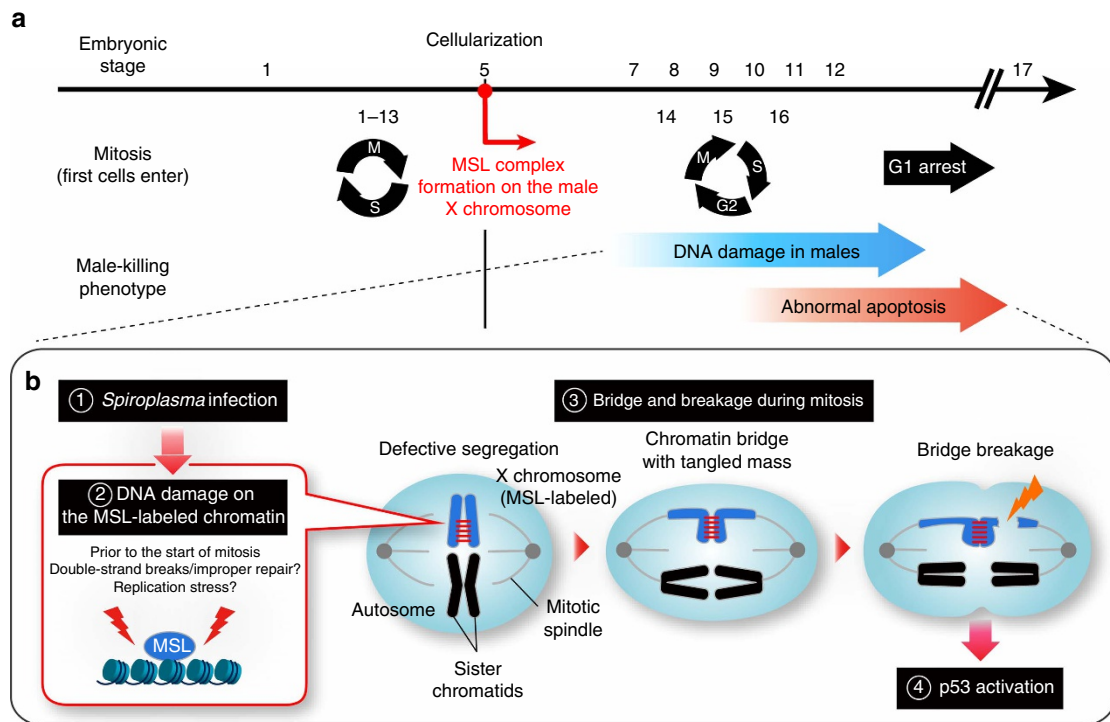 a
Embryonic
stage
Cellularization
1
5
7
8
9
10
11
12
17
Mitosis
(first cells enter)
1–13
M
S
14
15
16
M
S
G2
G1 arrest
MSL complex
formation on the male
X chromosome
Male-killing
phenotype
DNA damage in males
Abnormal apoptosis
b
① Spiroplasma infection
② DNA damage on
the MSL-labeled chromatin
Prior to the start of mitosis
Double-strand breaks/improper repair?
Replication stress?
MSL
③ Bridge and breakage during mitosis
Defective segregation
X chromosome
(MSL-labeled)
Autosome
Mitotic
spindle
Sister
chromatids
Chromatin bridge
with tangled mass
Bridge breakage
④ p53 activation